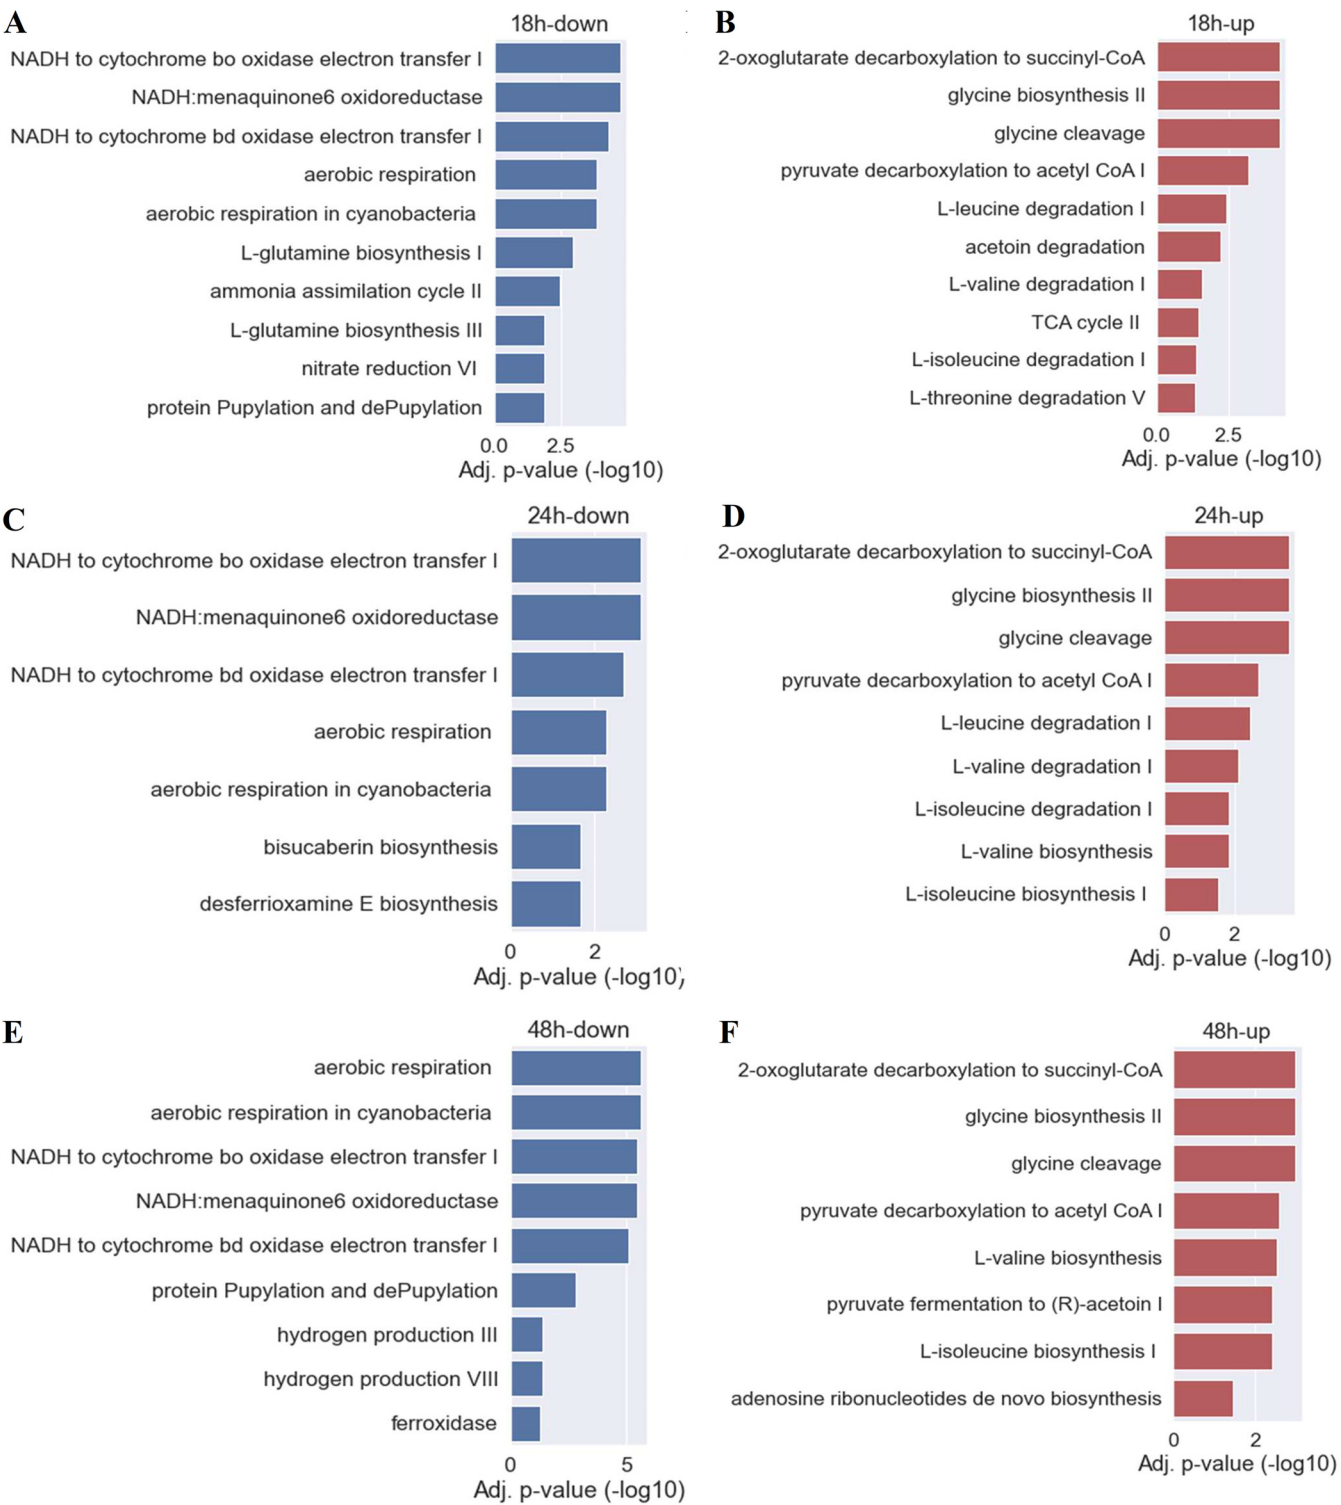 A
18h-down
NADH to cytochrome bo oxidase electron transfer I
NADH:menaquinone6 oxidoreductase
NADH to cytochrome bd oxidase electron transfer I
aerobic respiration
aerobic respiration in cyanobacteria
L-glutamine biosynthesis I
ammonia assimilation cycle II
L-glutamine biosynthesis III
nitrate reduction VI
protein Pupylation and dePupylation
0.0 2.5
Adj. p-value (-log10)
B
18h-up
2-oxoglutarate decarboxylation to succinyl-CoA
glycine biosynthesis II
glycine cleavage
pyruvate decarboxylation to acetyl CoA I
L-leucine degradation I
acetoin degradation
L-valine degradation I
TCA cycle II
L-isoleucine degradation I
L-threonine degradation V
0.0 2.5
Adj. p-value (-log10)
C
24h-down
NADH to cytochrome bo oxidase electron transfer I
NADH:menaquinone6 oxidoreductase
NADH to cytochrome bd oxidase electron transfer I
aerobic respiration
aerobic respiration in cyanobacteria
bisucaberin biosynthesis
desferrioxamine E biosynthesis
0 2
Adj. p-value (-log10)
D
24h-up
2-oxoglutarate decarboxylation to succinyl-CoA
glycine biosynthesis II
glycine cleavage
pyruvate decarboxylation to acetyl CoA I
L-leucine degradation I
L-valine degradation I
L-isoleucine degradation I
L-valine biosynthesis
L-isoleucine biosynthesis I
0 2
Adj. p-value (-log10)
E
48h-down
aerobic respiration
aerobic respiration in cyanobacteria
NADH to cytochrome bo oxidase electron transfer I
NADH:menaquinone6 oxidoreductase
NADH to cytochrome bd oxidase electron transfer I
protein Pupylation and dePupylation
hydrogen production III
hydrogen production VIII
ferroxidase
0 5
Adj. p-value (-log10)
F
48h-up
2-oxoglutarate decarboxylation to succinyl-CoA
glycine biosynthesis II
glycine cleavage
pyruvate decarboxylation to acetyl CoA I
L-valine biosynthesis
pyruvate fermentation to (R)-acetoin I
L-isoleucine biosynthesis I
adenosine ribonucleotides de novo biosynthesis
0 2
Adj. p-value (-log10)